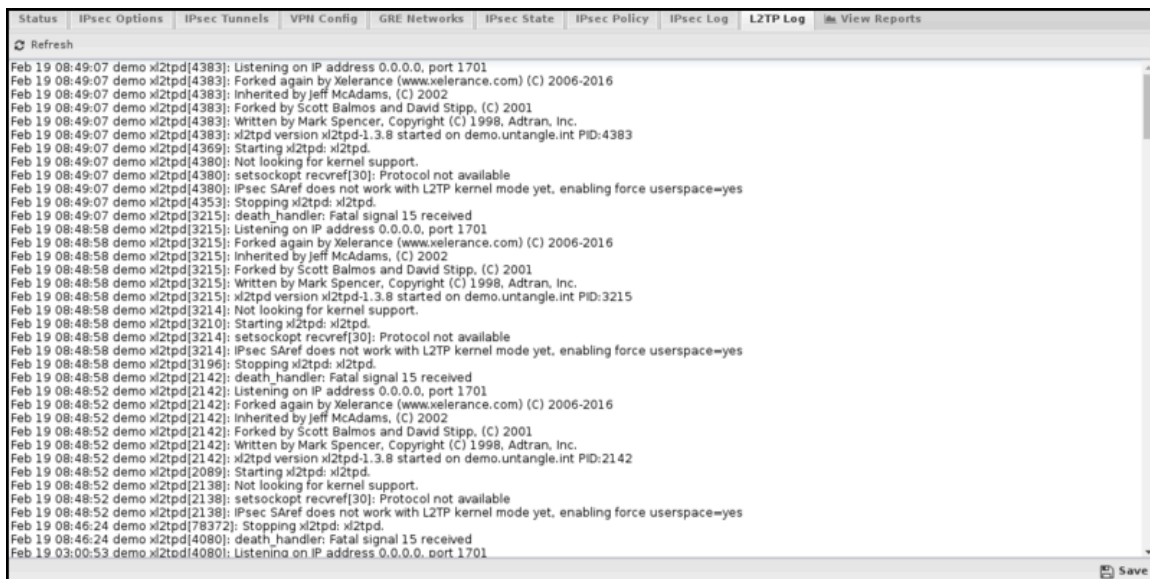 Status IPsec Options IPsec Tunnels VPN Config GRE Networks IPsec State IPsec Policy IPsec Log L2TP Log View Reports
Refresh
Feb 19 08:49:07 demo xl2tpd[4383]: Listening on IP address 0.0.0.0, port 1701
Feb 19 08:49:07 demo xl2tpd[4383]: Forked again by Xelerance (www.xelerance.com) (C) 2006-2016
Feb 19 08:49:07 demo xl2tpd[4383]: Inherited by Jeff McAdams, (C) 2002
Feb 19 08:49:07 demo xl2tpd[4383]: Forked by Scott Balmos and David Stipp, (C) 2001
Feb 19 08:49:07 demo xl2tpd[4383]: Written by Mark Spencer, Copyright (C) 1998, Adtran, Inc.
Feb 19 08:49:07 demo xl2tpd[4383]: xl2tpd version xl2tpd-1.3.8 started on demo.untangle.int PID:4383
Feb 19 08:49:07 demo xl2tpd[4369]: Starting xl2tpd: xl2tpd.
Feb 19 08:49:07 demo xl2tpd[4380]: Not looking for kernel support.
Feb 19 08:49:07 demo xl2tpd[4380]: setsockopt recvref[30]: Protocol not available
Feb 19 08:49:07 demo xl2tpd[4380]: IPsec SAref does not work with L2TP kernel mode yet, enabling force userspace=yes
Feb 19 08:49:07 demo xl2tpd[4353]: Stopping xl2tpd: xl2tpd.
Feb 19 08:49:07 demo xl2tpd[3215]: death_handler: Fatal signal 15 received
Feb 19 08:48:58 demo xl2tpd[3215]: Listening on IP address 0.0.0.0, port 1701
Feb 19 08:48:58 demo xl2tpd[3215]: Forked again by Xelerance (www.xelerance.com) (C) 2006-2016
Feb 19 08:48:58 demo xl2tpd[3215]: Inherited by Jeff McAdams, (C) 2002
Feb 19 08:48:58 demo xl2tpd[3215]: Forked by Scott Balmos and David Stipp, (C) 2001
Feb 19 08:48:58 demo xl2tpd[3215]: Written by Mark Spencer, Copyright (C) 1998, Adtran, Inc.
Feb 19 08:48:58 demo xl2tpd[3215]: xl2tpd version xl2tpd-1.3.8 started on demo.untangle.int PID:3215
Feb 19 08:48:58 demo xl2tpd[3214]: Not looking for kernel support.
Feb 19 08:48:58 demo xl2tpd[3210]: Starting xl2tpd: xl2tpd.
Feb 19 08:48:58 demo xl2tpd[3214]: setsockopt recvref[30]: Protocol not available
Feb 19 08:48:58 demo xl2tpd[3214]: IPsec SAref does not work with L2TP kernel mode yet, enabling force userspace=yes
Feb 19 08:48:58 demo xl2tpd[3196]: Stopping xl2tpd: xl2tpd.
Feb 19 08:48:58 demo xl2tpd[2142]: death_handler: Fatal signal 15 received
Feb 19 08:48:52 demo xl2tpd[2142]: Listening on IP address 0.0.0.0, port 1701
Feb 19 08:48:52 demo xl2tpd[2142]: Forked again by Xelerance (www.xelerance.com) (C) 2006-2016
Feb 19 08:48:52 demo xl2tpd[2142]: Inherited by Jeff McAdams, (C) 2002
Feb 19 08:48:52 demo xl2tpd[2142]: Forked by Scott Balmos and David Stipp, (C) 2001
Feb 19 08:48:52 demo xl2tpd[2142]: Written by Mark Spencer, Copyright (C) 1998, Adtran, Inc.
Feb 19 08:48:52 demo xl2tpd[2142]: xl2tpd version xl2tpd-1.3.8 started on demo.untangle.int PID:2142
Feb 19 08:48:52 demo xl2tpd[2089]: Starting xl2tpd: xl2tpd.
Feb 19 08:48:52 demo xl2tpd[2138]: Not looking for kernel support.
Feb 19 08:48:52 demo xl2tpd[2138]: setsockopt recvref[30]: Protocol not available
Feb 19 08:48:52 demo xl2tpd[2138]: IPsec SAref does not work with L2TP kernel mode yet, enabling force userspace=yes
Feb 19 08:46:24 demo xl2tpd[78372]: Stopping xl2tpd: xl2tpd.
Feb 19 08:46:24 demo xl2tpd[4080]: death_handler: Fatal signal 15 received
Feb 19 03:00:53 demo xl2tpd[4080]: Listening on IP address 0.0.0.0, port 1701
Save